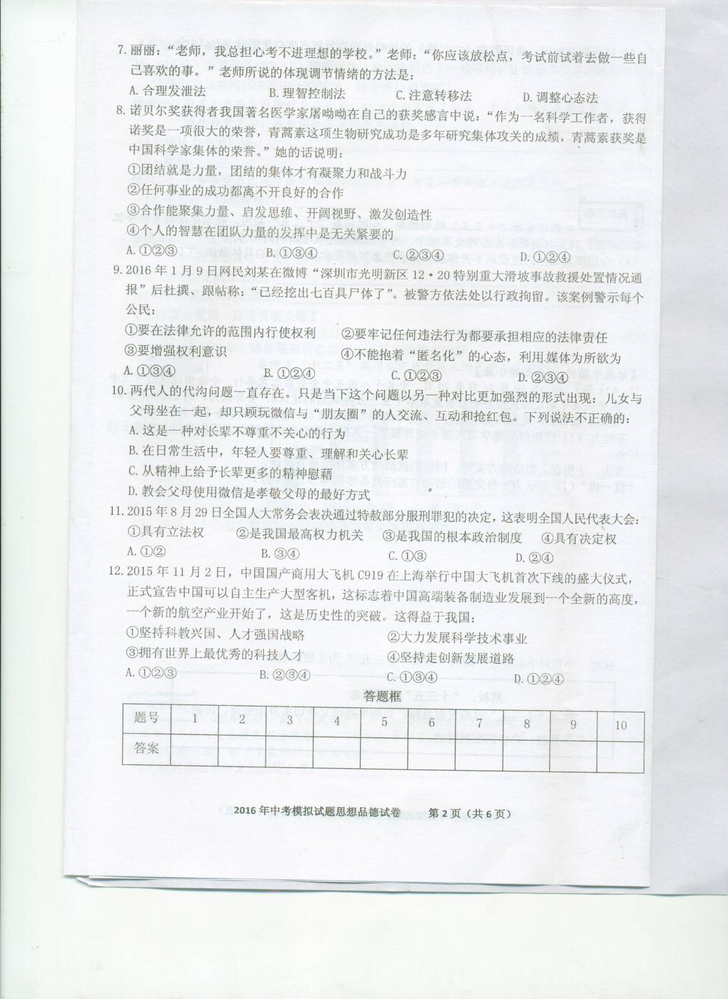 7. 丽丽：“老师，我总担心考不进理想的学校。”老师：“你应该放松点，考试前试着去做一些自
己喜欢的事。”老师所说的体现调节情绪的方法是：
A. 合理发泄法 B. 理智控制法 C. 注意转移法 D. 调整心态法
8. 诺贝尔奖获得者我国著名医学家屠呦呦在自己的获奖感言中说：“作为一名科学工作者，获得
诺奖是一项很大的荣誉，青蒿素这项生物研究成功是多年研究集体攻关的成绩，青蒿素获奖是
中国科学家集体的荣誉。”她的话说明：
①团结就是力量，团结的集体才有凝聚力和战斗力
②任何事业的成功都离不开良好的合作
③合作能聚集力量、启发思维、开阔视野、激发创造性
④个人的智慧在团队力量的发挥中是无关紧要的
A. ①②③ B. ①③④ C. ②③④ D. ①②④
9. 2016 年 1 月 9 日网民刘某在微博“深圳市光明新区 12·20 特别重大滑坡事故救援处置情况通
报”后杜撰、跟帖称：“已经挖出七百具尸体了”。被警方依法处以行政拘留。该案例警示每个
公民：
①要在法律允许的范围内行使权利 ②要牢记任何违法行为都要承担相应的法律责任
③要增强权利意识 ④不能抱着“匿名化”的心态，利用媒体为所欲为
A. ①③④ B. ①②④ C. ①②③ D. ②③④
10. 两代人的代沟问题一直存在。只是当下这个问题以另一种对比更加强烈的形式出现：儿女与
父母坐在一起，却只顾玩微信与“朋友圈”的人交流、互动和抢红包。下列说法不正确的：
A. 这是一种对长辈不尊重不关心的行为
B. 在日常生活中，年轻人要尊重、理解和关心长辈
C. 从精神上给予长辈更多的精神慰藉
D. 教会父母使用微信是孝敬父母的最好方式
11. 2015 年 8 月 29 日全国人大常务会表决通过特赦部分服刑罪犯的决定，这表明全国人民代表大会：
①具有立法权 ②是我国最高权力机关 ③是我国的根本政治制度 ④具有决定权
A. ①② B. ③④ C. ①③ D. ②④
12. 2015 年 11 月 2 日，中国国产商用大飞机 C919 在上海举行中国大飞机首次下线的盛大仪式，
正式宣告中国可以自主生产大型客机，这标志着中国高端装备制造业发展到一个全新的高度，
一个新的航空产业开始了，这是历史性的突破。这得益于我国：
①坚持科教兴国、人才强国战略 ②大力发展科学技术事业
③拥有世界上最优秀的科技人才 ④坚持走创新发展道路
A. ①②③ B. ②③④ C. ①③④ D. ①②④
答题框
题号 1 2 3 4 5 6 7 8 9 10
答案
2016 年中考模拟试题思想品德试卷 第 2 页（共 6 页）